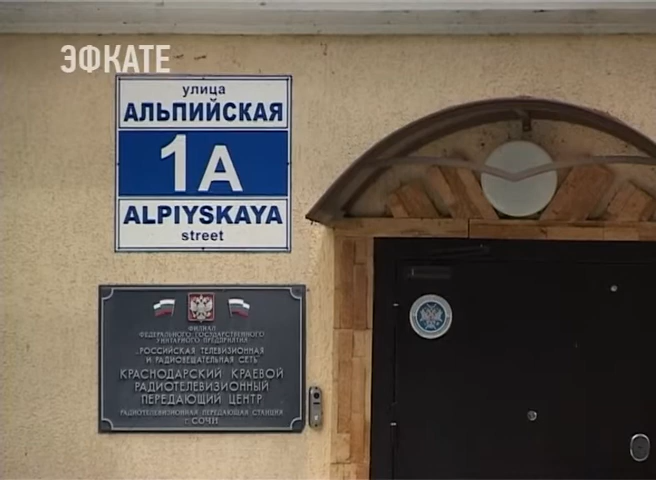 ЭФКАТЕ
улица
АЛЬПИЙСКАЯ
1А
ALPIYSKAYA
street
ФИЛИАЛ
ФЕДЕРАЛЬНОГО ГОСУДАРСТВЕННОГО
УНИТАРНОГО ПРЕДПРИЯТИЯ
„РОССИЙСКАЯ ТЕЛЕВИЗИОННАЯ
И РАДИОВЕЩАТЕЛЬНАЯ СЕТЬ"
КРАСНОДАРСКИЙ КРАЕВОЙ
РАДИОТЕЛЕВИЗИОННЫЙ
ПЕРЕДАЮЩИЙ ЦЕНТР
РАДИОТЕЛЕВИЗИОННАЯ ПЕРЕДАЮЩАЯ СТАНЦИЯ
г. СОЧИ